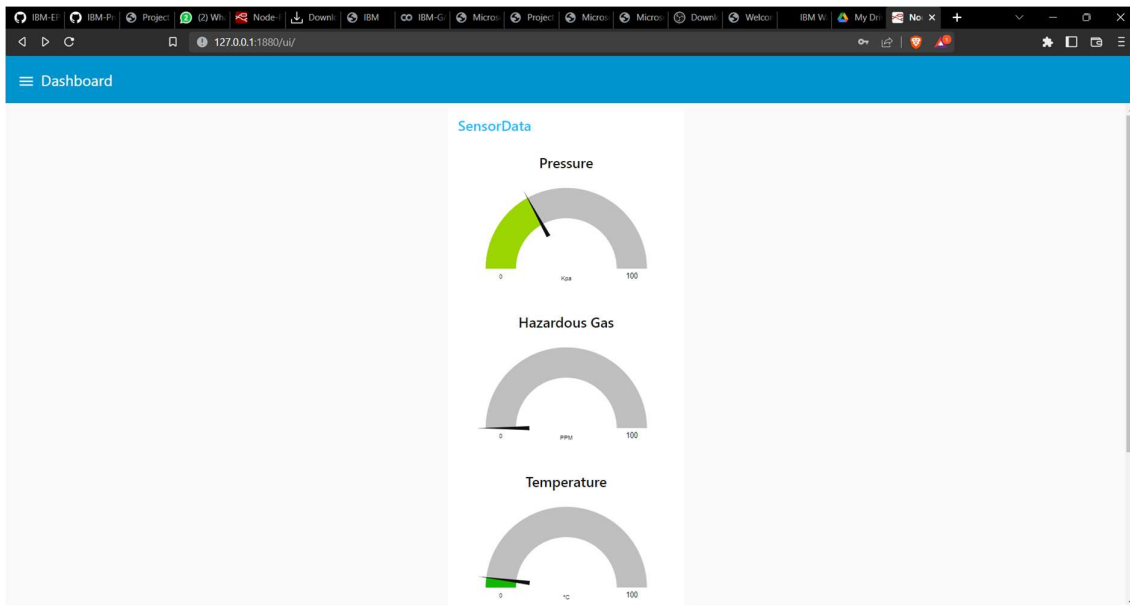 IBM-EP IBM-Pr Project (2) Wh Node- Downl IBM IBM-G Micros Project Micros Micros Downl Welcor IBM W My Dri No
127.0.0.1:1880/ui/
Dashboard
SensorData
Pressure
0 Kpa 100
Hazardous Gas
0 PPM 100
Temperature
0 °C 100